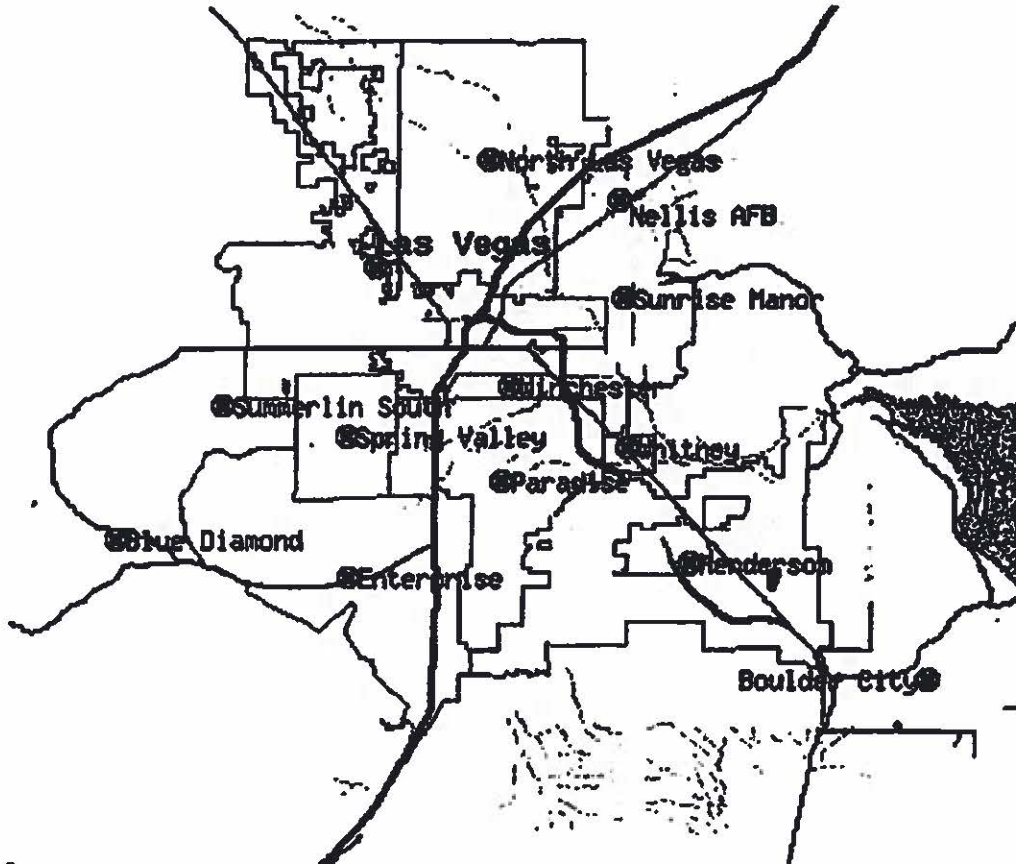 North Las Vegas
Nellis AFB
Las Vegas
Sunrise Manor
Winchester
Summerlin South
Spring Valley
Whitney
Paradise
Blue Diamond
Henderson
Enterprise
Boulder City